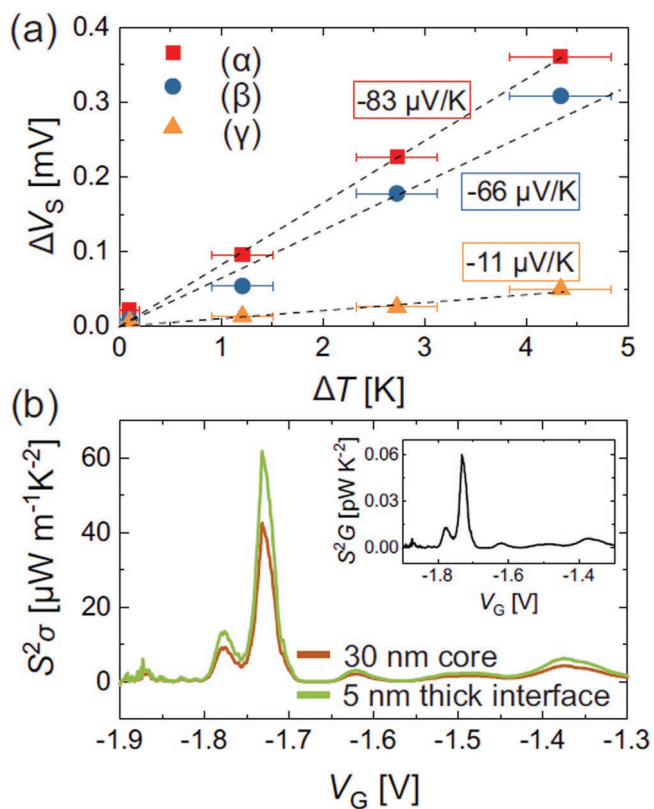 (a)
0.4
0.3
0.2
0.1
0.0
ΔV_S [mV]
(α)
(β)
(γ)
-83 µV/K
-66 µV/K
-11 µV/K
0 1 2 3 4 5
ΔT [K]
(b)
60
40
20
0
S²σ [µW m⁻¹K⁻²]
0.06
0.03
0.00
S²G [pW K⁻²]
-1.8 -1.6 -1.4
V_G [V]
30 nm core
5 nm thick interface
-1.9 -1.8 -1.7 -1.6 -1.5 -1.4 -1.3
V_G [V]